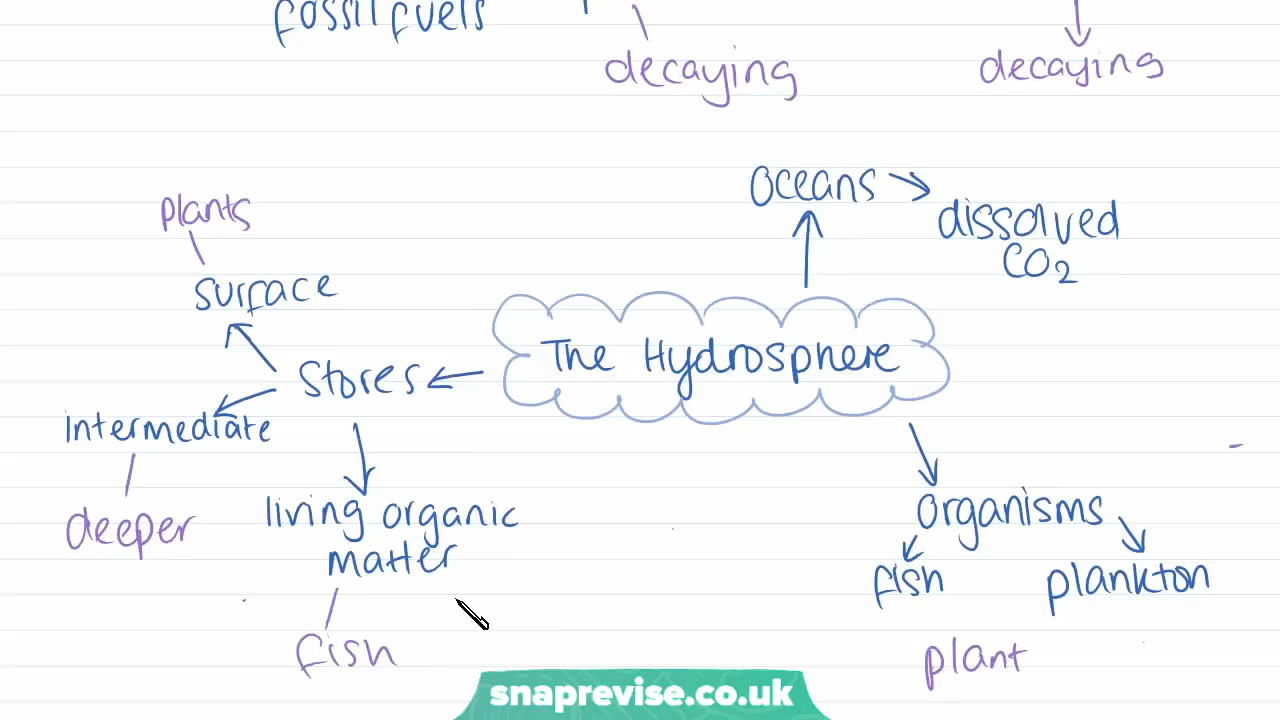 fossil fuels
decaying
decaying
Oceans
dissolved
CO2
plants
surface
The Hydrosphere
Stores
intermediate
deeper
living organic
matter
fish
organisms
fish
plankton
plant
snaprevise.co.uk